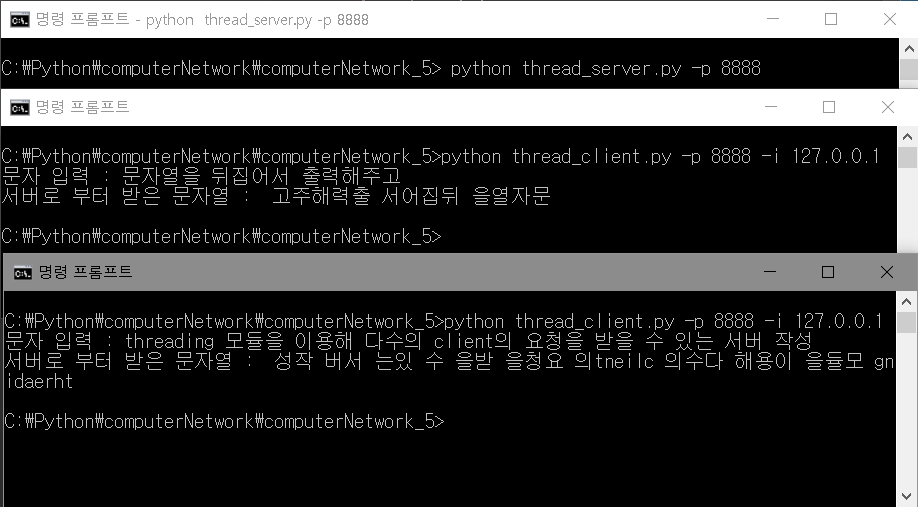 명령 프롬프트 - python  thread_server.py -p 8888
C:₩Python₩computerNetwork₩computerNetwork_5> python thread_server.py -p 8888
명령 프롬프트
C:₩Python₩computerNetwork₩computerNetwork_5>python thread_client.py -p 8888 -i 127.0.0.1
문자 입력 : 문자열을 뒤집어서 출력해주고
서버로 부터 받은 문자열 :  고주해력출 서어집뒤 을열자문
C:₩Python₩computerNetwork₩computerNetwork_5>
명령 프롬프트
C:₩Python₩computerNetwork₩computerNetwork_5>python thread_client.py -p 8888 -i 127.0.0.1
문자 입력 : threading 모듈을 이용해 다수의 client의 요청을 받을 수 있는 서버 작성
서버로 부터 받은 문자열 :  성작 버서 는있 수 을받 을청요 의tneilc 의수다 해용이 을듈모 gn
idaerht
C:₩Python₩computerNetwork₩computerNetwork_5>